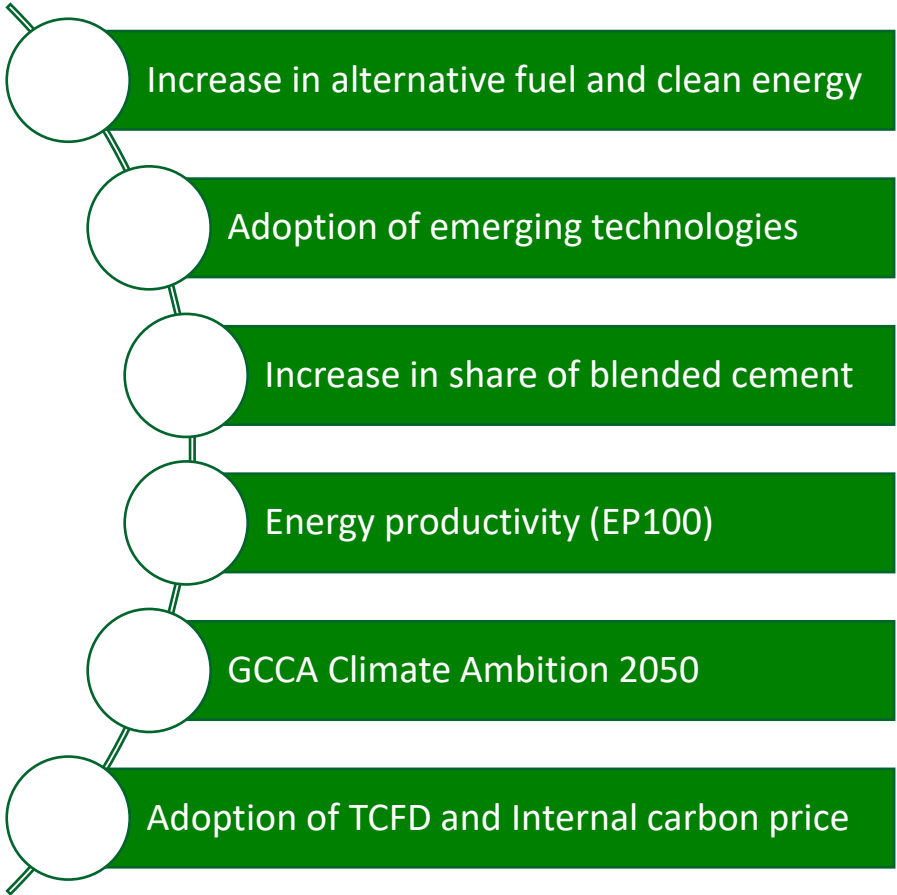 Increase in alternative fuel and clean energy
Adoption of emerging technologies
Increase in share of blended cement
Energy productivity (EP100)
GCCA Climate Ambition 2050
Adoption of TCFD and Internal carbon price